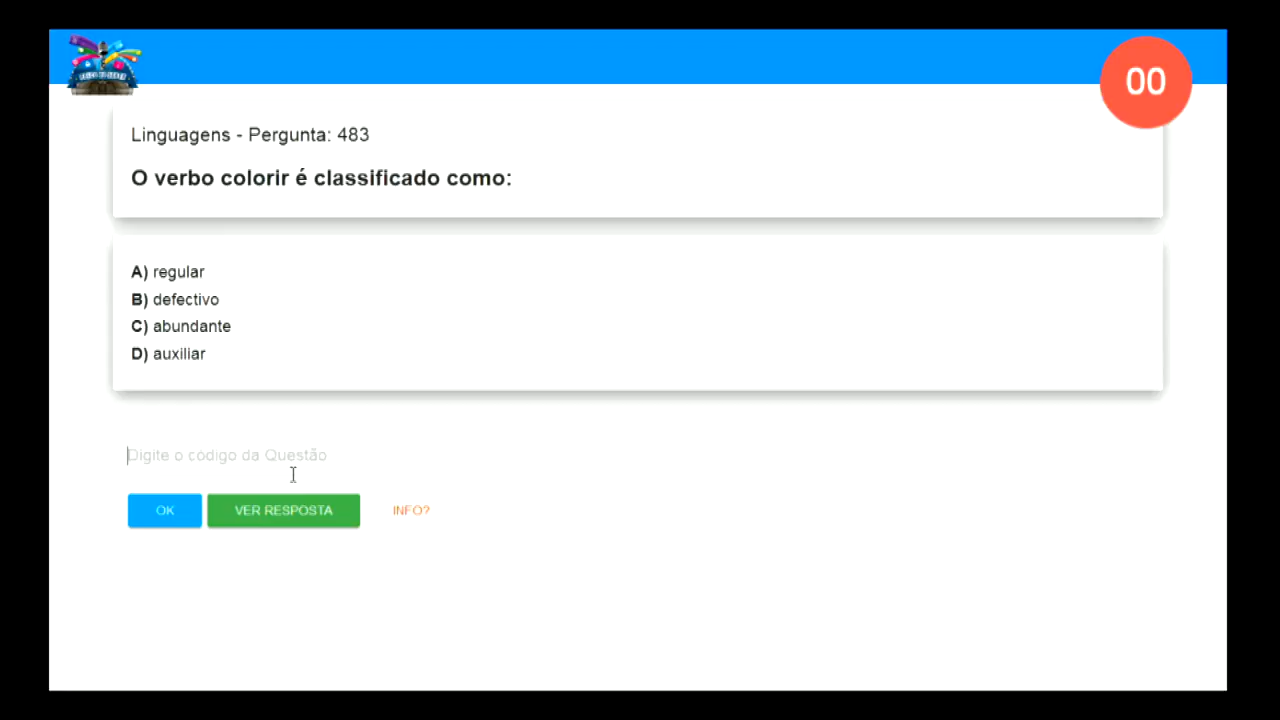 00
Linguagens - Pergunta: 483
O verbo colorir é classificado como:
A) regular
B) defectivo
C) abundante
D) auxiliar
Digite o código da Questão
OK VER RESPOSTA INFO?